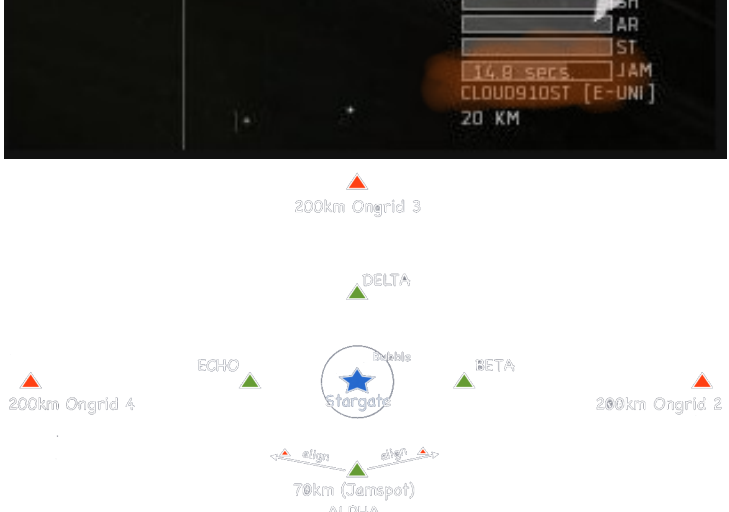 SH
AR
ST
14.8 secs JAM
CLOUD910ST [E-UNI]
20 KM
200km Ongrid 3
DELTA
ECHO
Bubble
BETA
Stargate
200km Ongrid 4
200km Ongrid 2
align
align
70km (Jamspot)
ALPHA